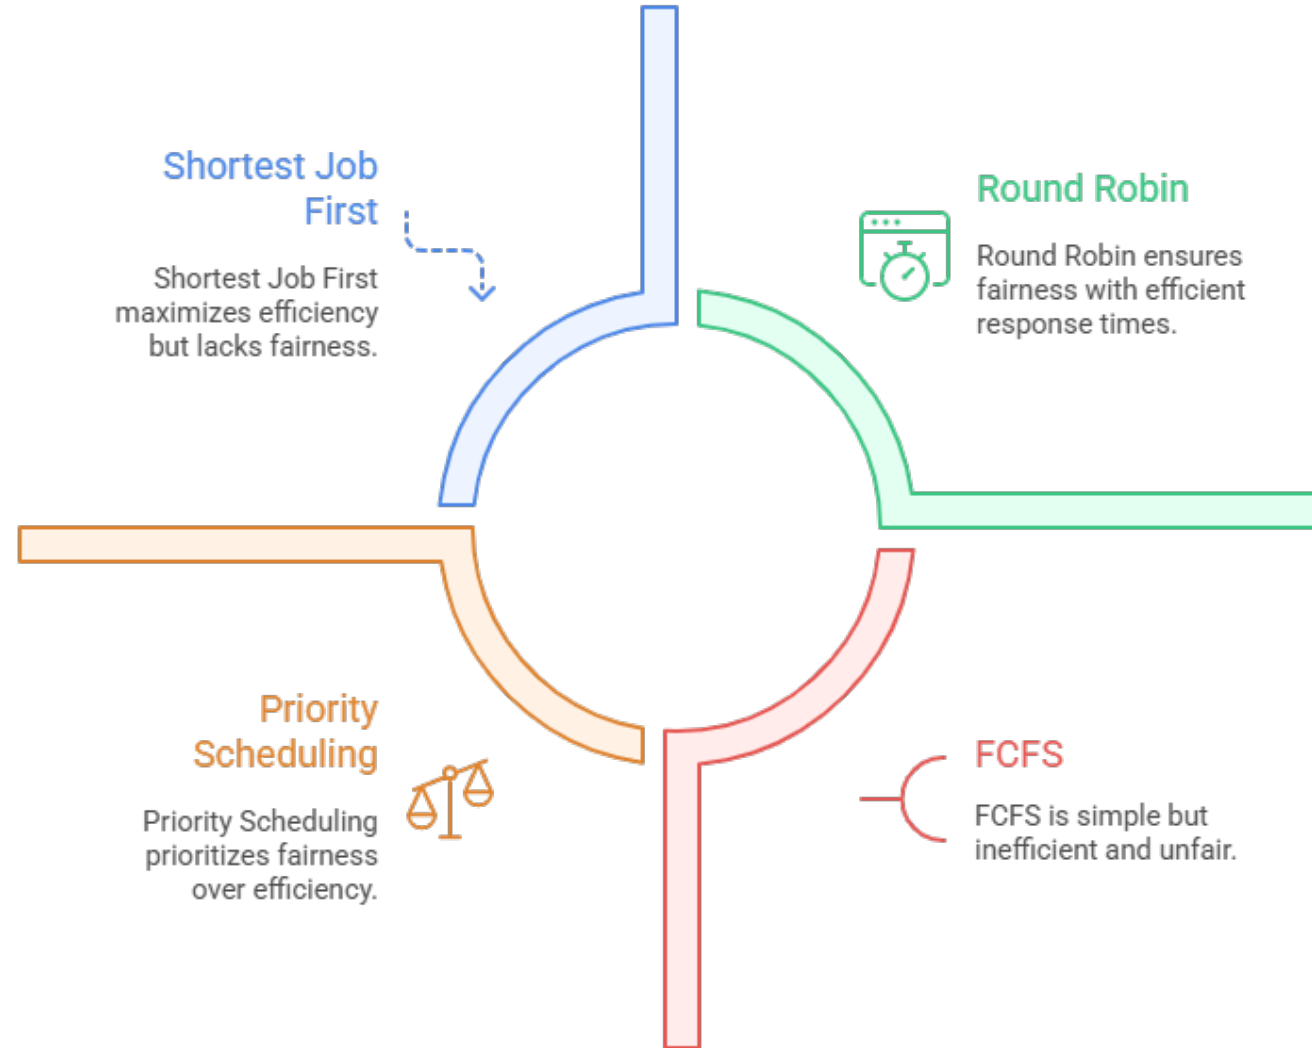 Shortest Job
First
Shortest Job First
maximizes efficiency
but lacks fairness.
Round Robin
Round Robin ensures
fairness with efficient
response times.
Priority
Scheduling
Priority Scheduling
prioritizes fairness
over efficiency.
FCFS
FCFS is simple but
inefficient and unfair.